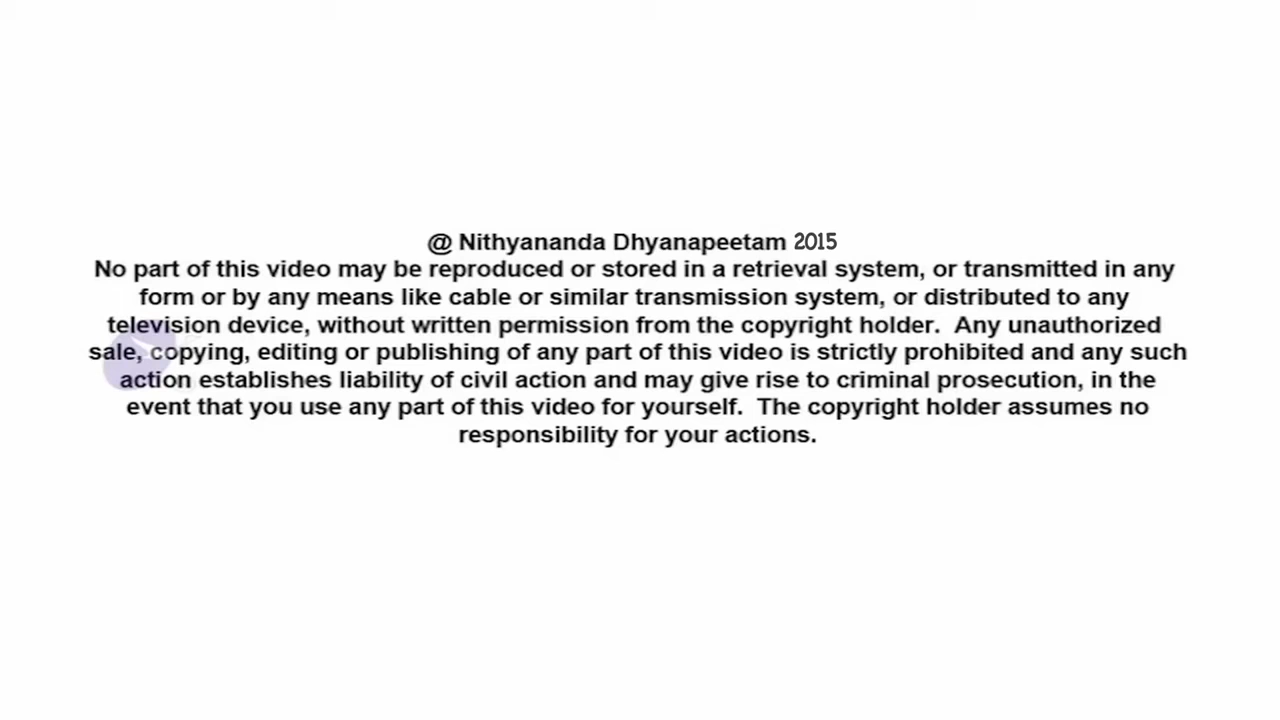 @ Nithyananda Dhyanapeetam 2015
No part of this video may be reproduced or stored in a retrieval system, or transmitted in any
form or by any means like cable or similar transmission system, or distributed to any
television device, without written permission from the copyright holder.  Any unauthorized
sale, copying, editing or publishing of any part of this video is strictly prohibited and any such
action establishes liability of civil action and may give rise to criminal prosecution, in the
event that you use any part of this video for yourself.  The copyright holder assumes no
responsibility for your actions.